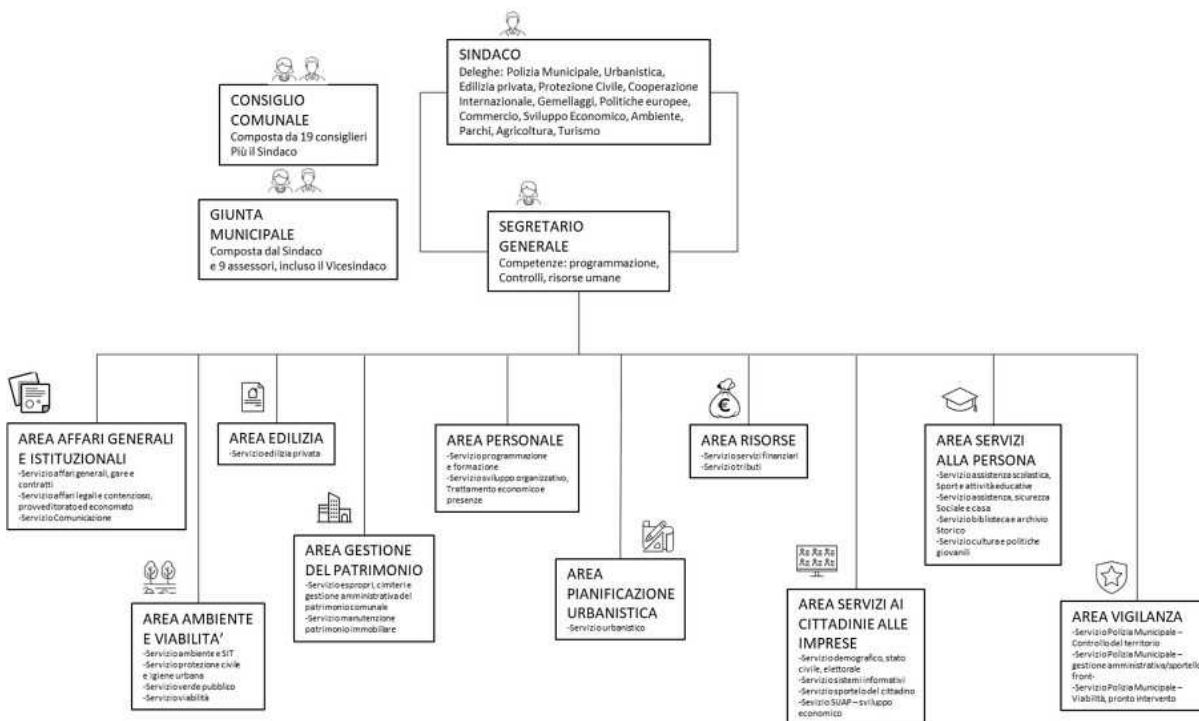 SINDACO
Deleghe: Polizia Municipale, Urbanistica,
Edilizia privata, Protezione Civile, Cooperazione
Internazionale, Gemellaggi, Politiche europee,
Commercio, Sviluppo Economico, Ambiente,
Parchi, Agricoltura, Turismo
CONSIGLIO
COMUNALE
Composta da 19 consiglieri
Più il Sindaco
GIUNTA
MUNICIPALE
Composta dal Sindaco
e 9 assessori, incluso il Vicesindaco
SEGRETARIO
GENERALE
Competenze: programmazione,
Controlli, risorse umane
AREA AFFARI GENERALI
E ISTITUZIONALI
-Servizio affari generali, gare e
contratti
-Servizio affari legali e contenzioso,
provveditorato ed economato
-Servizio Comunicazione
AREA EDILIZIA
-Servizio edilizia privata
AREA PERSONALE
-Servizio programmazione
e formazione
-Servizio sviluppo organizzativo,
Trattamento economico e
presenze
€
AREA RISORSE
-Servizio servizi finanziari
-Servizio tributi
AREA SERVIZI
ALLA PERSONA
-Servizio assistenza scolastica,
Sport e attività educative
-Servizio assistenza, sicurezza
Sociale e casa
-Servizio biblioteca e archivio
Storico
-Servizio cultura e politiche
giovanili
AREA AMBIENTE
E VIABILITA'
-Servizio ambiente e SIT
-Servizio protezione civile
e igiene urbana
-Servizio verde pubblico
-Servizio viabilità
AREA GESTIONE
DEL PATRIMONIO
-Servizio espropri, cimiteri e
gestione amministrativa del
patrimonio comunale
-Servizio manutenzione
patrimonio immobiliare
AREA
PIANIFICAZIONE
URBANISTICA
-Servizio urbanistico
AREA SERVIZI AI
CITTADINI E ALLE
IMPRESE
-Servizio demografico, stato
civile, elettorale
-Servizio sistemi informativi
-Servizio sportelo del cittadino
-Sevizio SUAP – sviluppo
economico
AREA VIGILANZA
-Servizio Polizia Municipale –
Controllo del territorio
-Servizio Polizia Municipale –
gestione amministrativa/sportello
front-
-Servizio Polizia Municipale –
Viabilità, pronto intervento